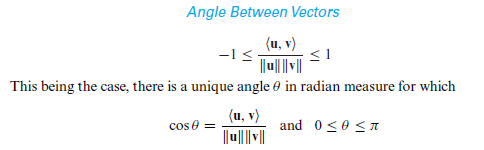 Angle Between Vectors
−1 ≤ ⟨u, v⟩ / ‖u‖‖v‖ ≤ 1
This being the case, there is a unique angle θ in radian measure for which
cos θ = ⟨u, v⟩ / ‖u‖‖v‖ and 0 ≤ θ ≤ π